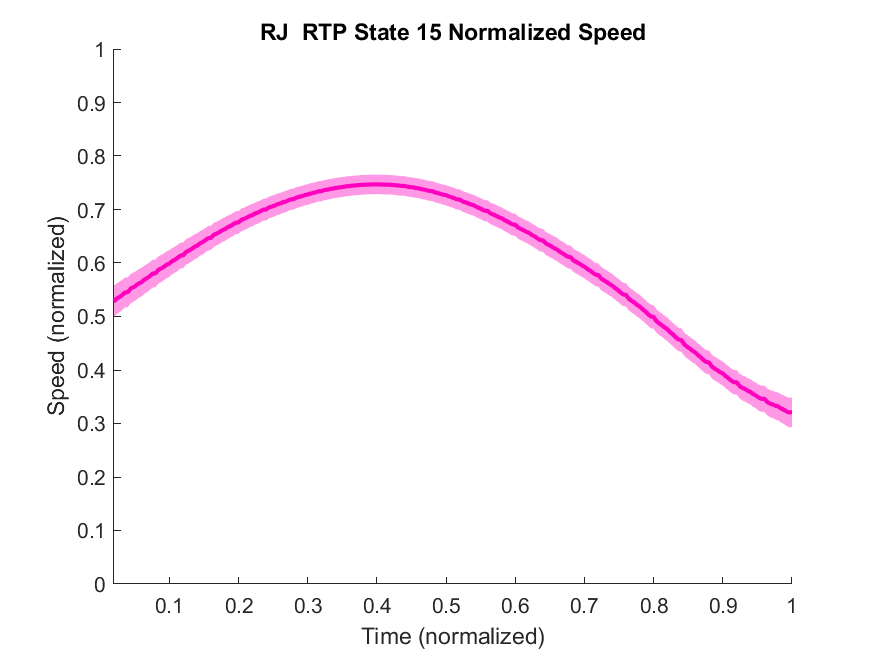 RJ  RTP State 15 Normalized Speed
1
0.9
0.8
0.7
0.6
0.5
0.4
0.3
0.2
0.1
0
Speed (normalized)
0.1 0.2 0.3 0.4 0.5 0.6 0.7 0.8 0.9 1
Time (normalized)